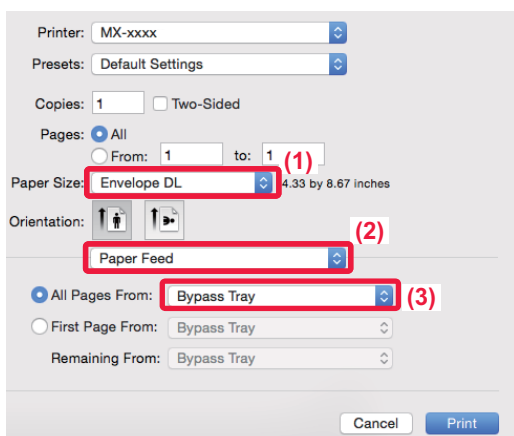 Printer: MX-xxxx
Presets: Default Settings
Copies: 1 Two-Sided
Pages: All
From: 1 to: 1
(1)
Paper Size: Envelope DL 4.33 by 8.67 inches
Orientation:
(2)
Paper Feed
All Pages From: Bypass Tray (3)
First Page From: Bypass Tray
Remaining From: Bypass Tray
Cancel Print